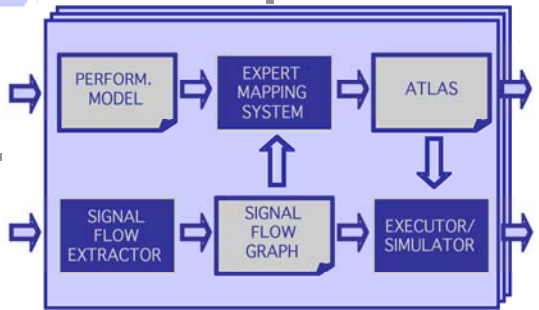 PERFORM.
MODEL
EXPERT
MAPPING
SYSTEM
ATLAS
SIGNAL
FLOW
EXTRACTOR
SIGNAL
FLOW
GRAPH
EXECUTOR/
SIMULATOR